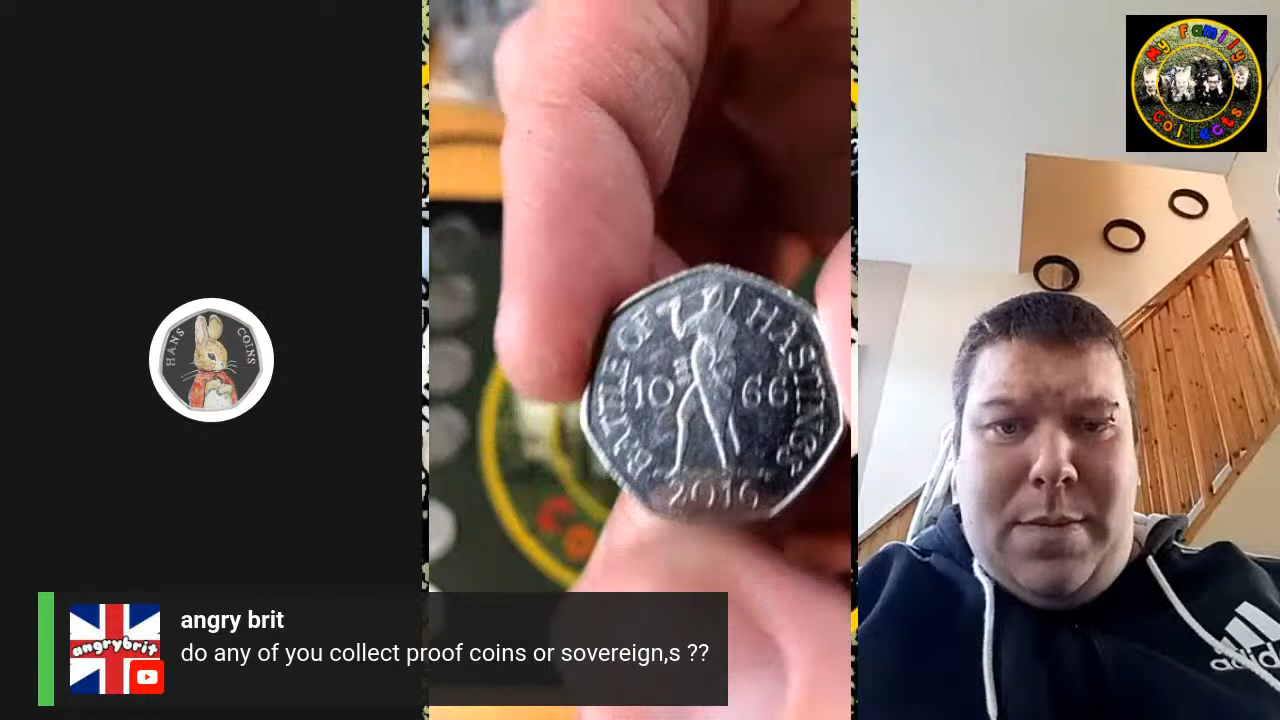 My Family
Collects
HANS COINS
BATTLE OF HASTINGS
10 66
2016
angry brit
angrybrit
do any of you collect proof coins or sovereign,s ??
adidas